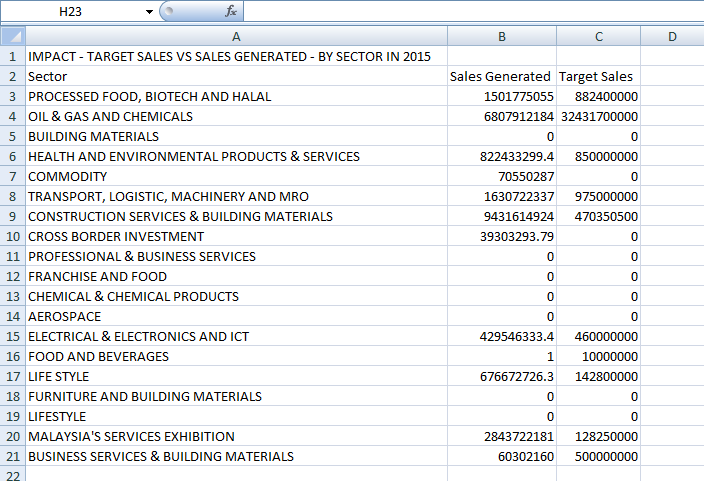 H23 fx
A B C D
1 IMPACT - TARGET SALES VS SALES GENERATED - BY SECTOR IN 2015
2 Sector Sales Generated Target Sales
3 PROCESSED FOOD, BIOTECH AND HALAL 1501775055 882400000
4 OIL & GAS AND CHEMICALS 6807912184 32431700000
5 BUILDING MATERIALS 0 0
6 HEALTH AND ENVIRONMENTAL PRODUCTS & SERVICES 822433299.4 850000000
7 COMMODITY 70550287 0
8 TRANSPORT, LOGISTIC, MACHINERY AND MRO 1630722337 975000000
9 CONSTRUCTION SERVICES & BUILDING MATERIALS 9431614924 470350500
10 CROSS BORDER INVESTMENT 39303293.79 0
11 PROFESSIONAL & BUSINESS SERVICES 0 0
12 FRANCHISE AND FOOD 0 0
13 CHEMICAL & CHEMICAL PRODUCTS 0 0
14 AEROSPACE 0 0
15 ELECTRICAL & ELECTRONICS AND ICT 429546333.4 460000000
16 FOOD AND BEVERAGES 1 10000000
17 LIFE STYLE 676672726.3 142800000
18 FURNITURE AND BUILDING MATERIALS 0 0
19 LIFESTYLE 0 0
20 MALAYSIA'S SERVICES EXHIBITION 2843722181 128250000
21 BUSINESS SERVICES & BUILDING MATERIALS 60302160 500000000
22